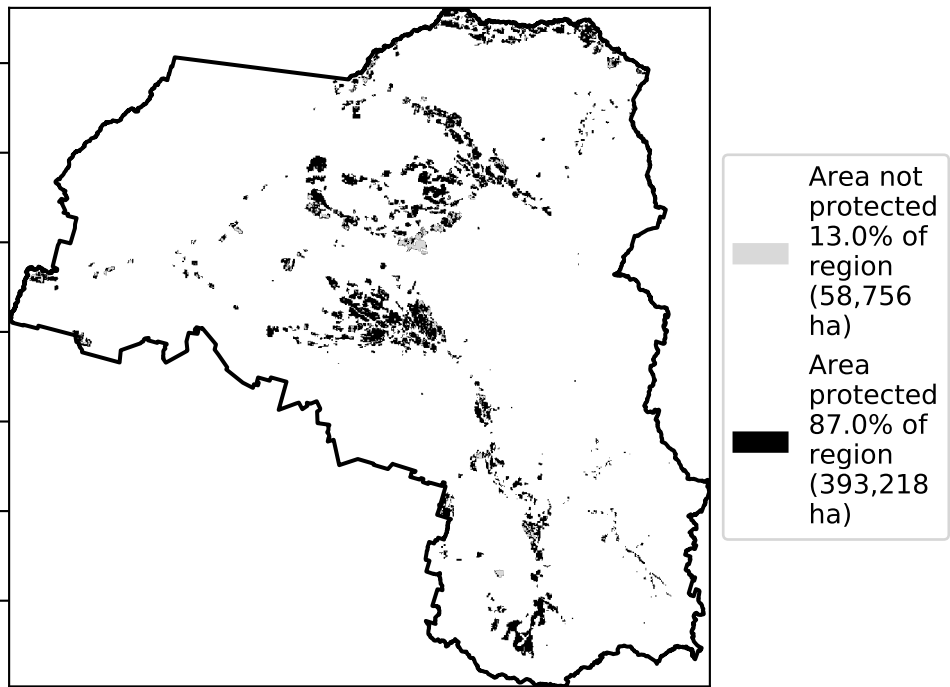 Area not
protected
13.0% of
region
(58,756
ha)
Area
protected
87.0% of
region
(393,218
ha)